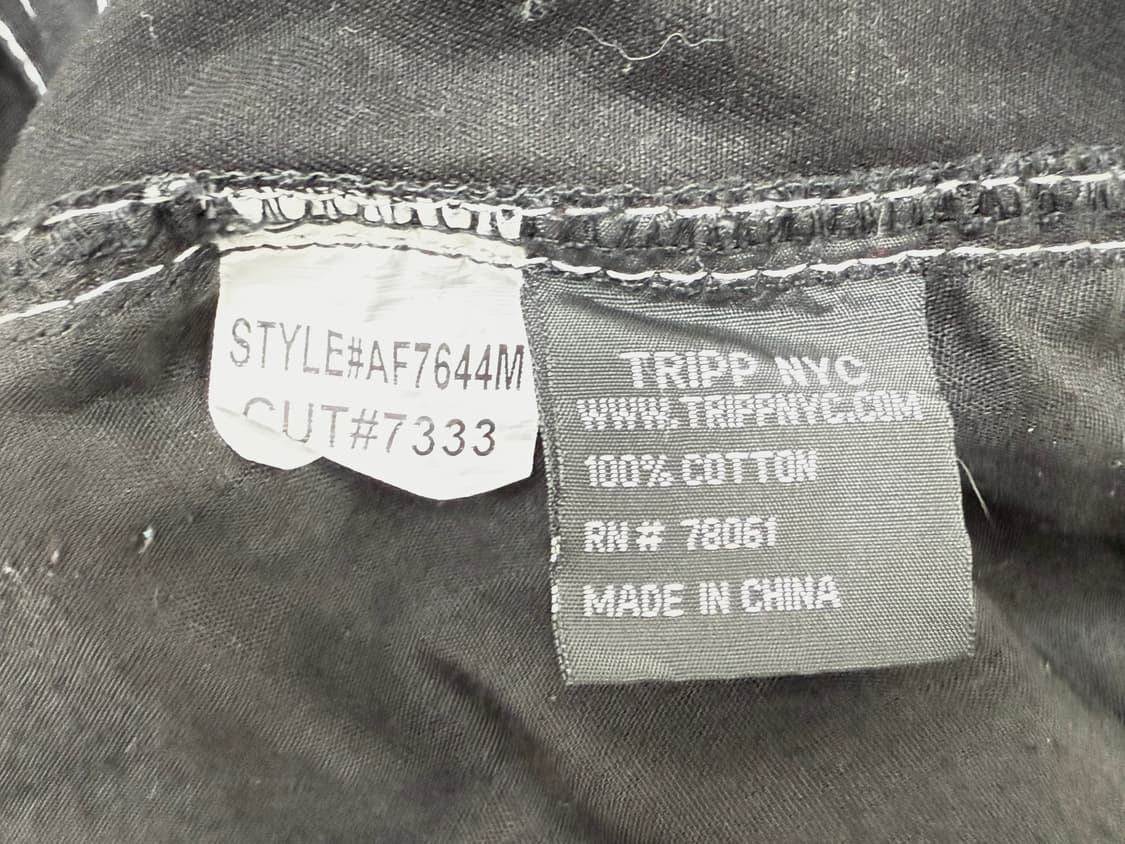 STYLE#AF7644M
CUT#7333
TRIPP NYC
WWW.TRIPPNYC.COM
100% COTTON
RN# 78061
MADE IN CHINA